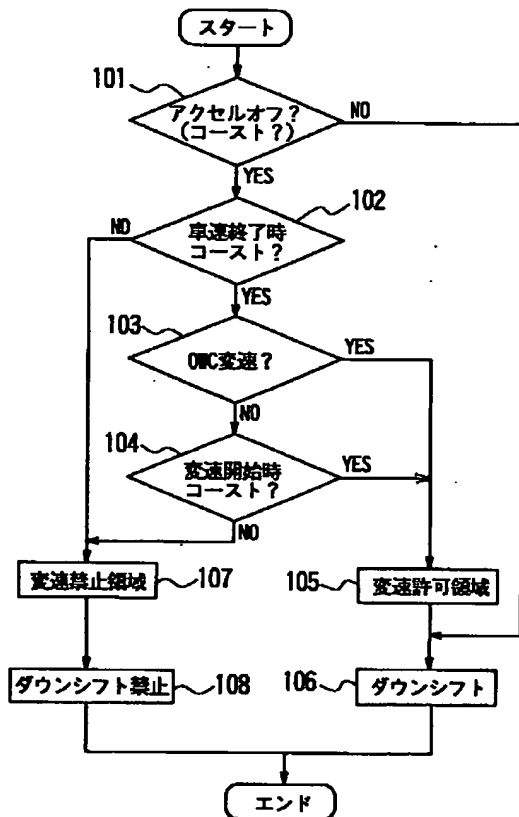 スタート
101
アクセルオフ?
(コースト?)
NO
YES
102
車速終了時
コースト?
NO
YES
103
OWC変速?
YES
NO
104
変速開始時
コースト?
YES
NO
変速禁止領域
107
105
変速許可領域
ダウンシフト禁止
108
106
ダウンシフト
エンド